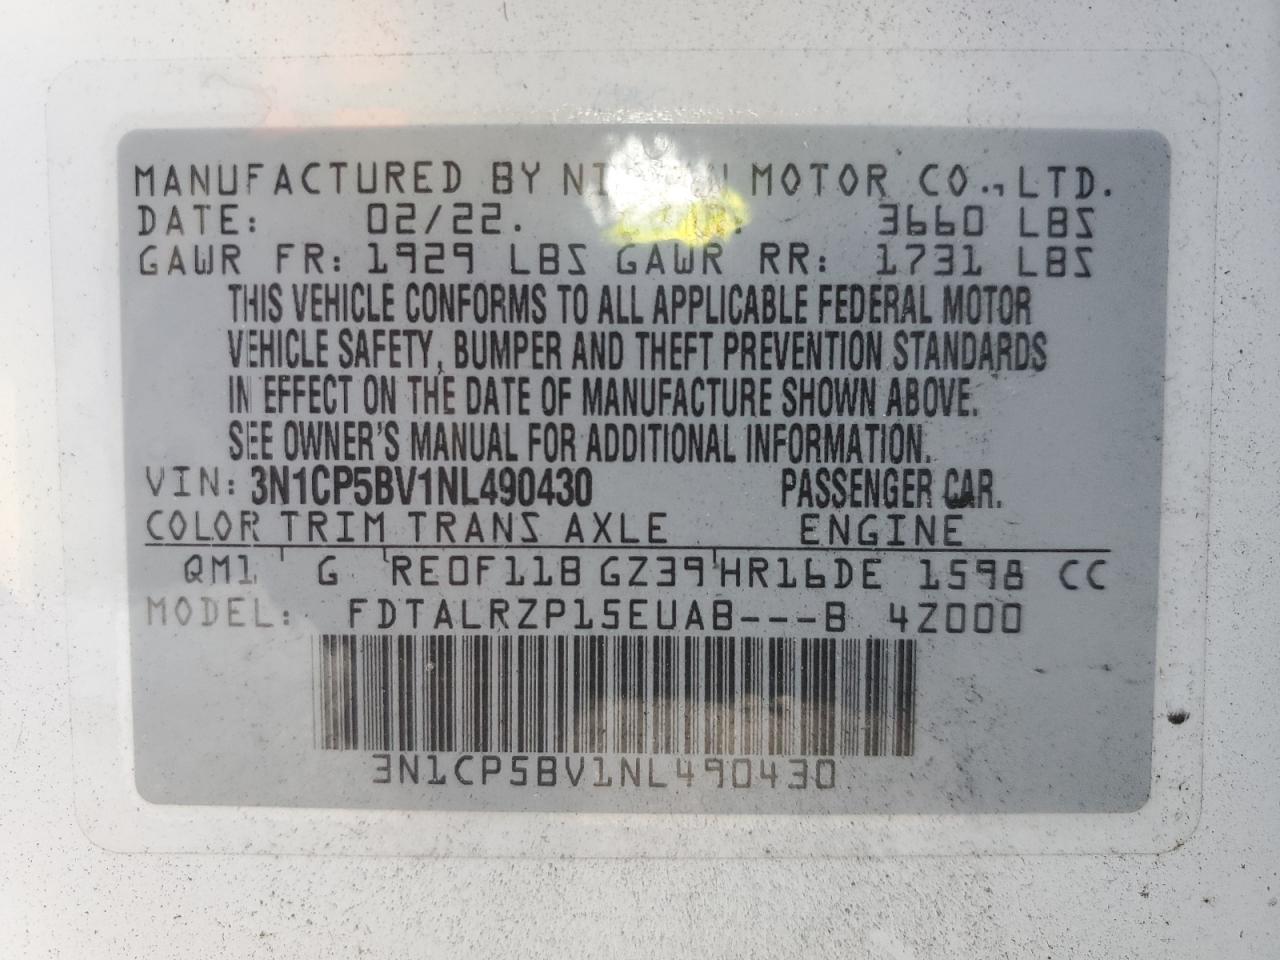 MANUFACTURED BY MOTOR CO., LTD.
DATE: 02/22. 3660 LBS
GAWR FR: 1929 LBS GAWR RR: 1731 LBS
THIS VEHICLE CONFORMS TO ALL APPLICABLE FEDERAL MOTOR
VEHICLE SAFETY, BUMPER AND THEFT PREVENTION STANDARDS
IN EFFECT ON THE DATE OF MANUFACTURE SHOWN ABOVE.
SEE OWNER'S MANUAL FOR ADDITIONAL INFORMATION.
VIN: 3N1CP5BV1NL490430 PASSENGER CAR.
COLOR TRIM TRANS AXLE ENGINE
QM1 G RE0F11B GZ39 HR16DE 1598 CC
MODEL: FDTALRZP15EUAB---B 4Z000
3N1CP5BV1NL490430